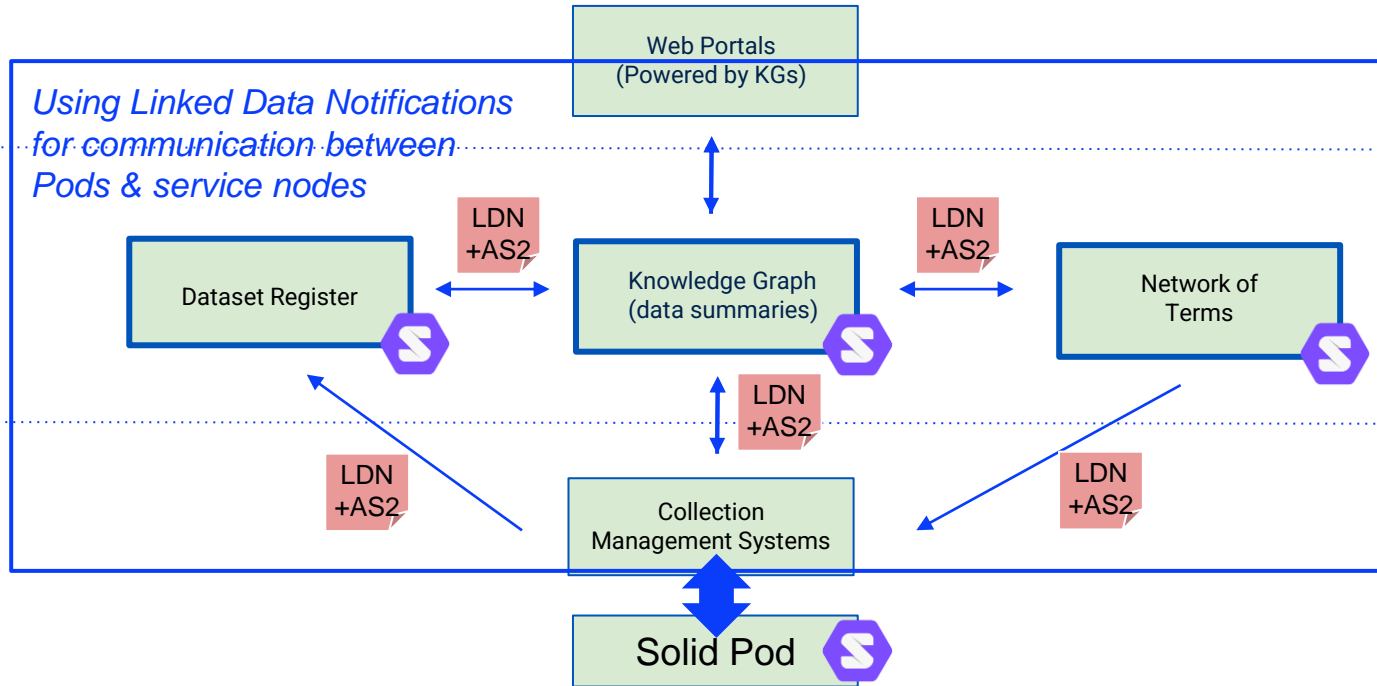 Web Portals
(Powered by KGs)
Using Linked Data Notifications
for communication between
Pods & service nodes
LDN
+AS2
LDN
+AS2
Dataset Register
Knowledge Graph
(data summaries)
Network of
Terms
LDN
+AS2
LDN
+AS2
LDN
+AS2
Collection
Management Systems
Solid Pod